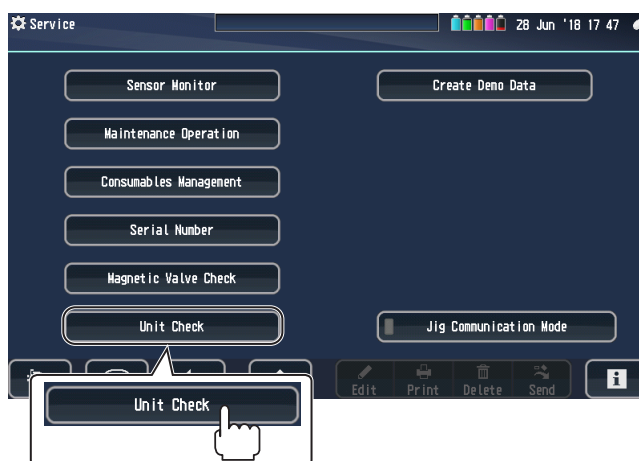 Service
28 Jun '18 17 47
Sensor Monitor
Create Demo Data
Maintenance Operation
Consumables Management
Serial Number
Magnetic Valve Check
Unit Check
Jig Communication Mode
Edit
Print
Delete
Send
i
Unit Check